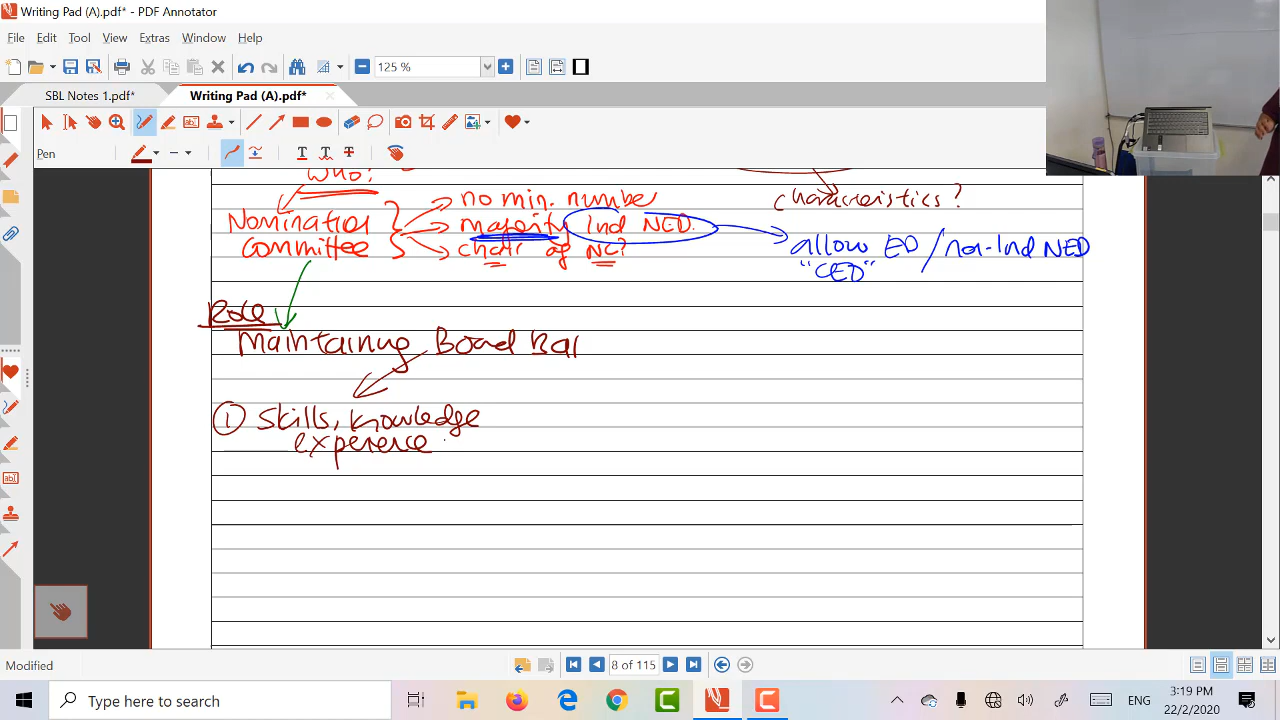 Writing Pad (A).pdf* - PDF Annotator
File Edit Tool View Extras Window Help
125 %
SBL Notes 1.pdf*
Writing Pad (A).pdf*
Pen
Who?
characteristics?
Nomination
committee
no min. number
majority Ind NED.
chair of NC?
allow ED / non-Ind NED
"CED"
Role
Maintaining Board Bal
① Skills, knowledge
experence
8 of 115
Modified
Type here to search
ENG
3:19 PM
22/2/2020